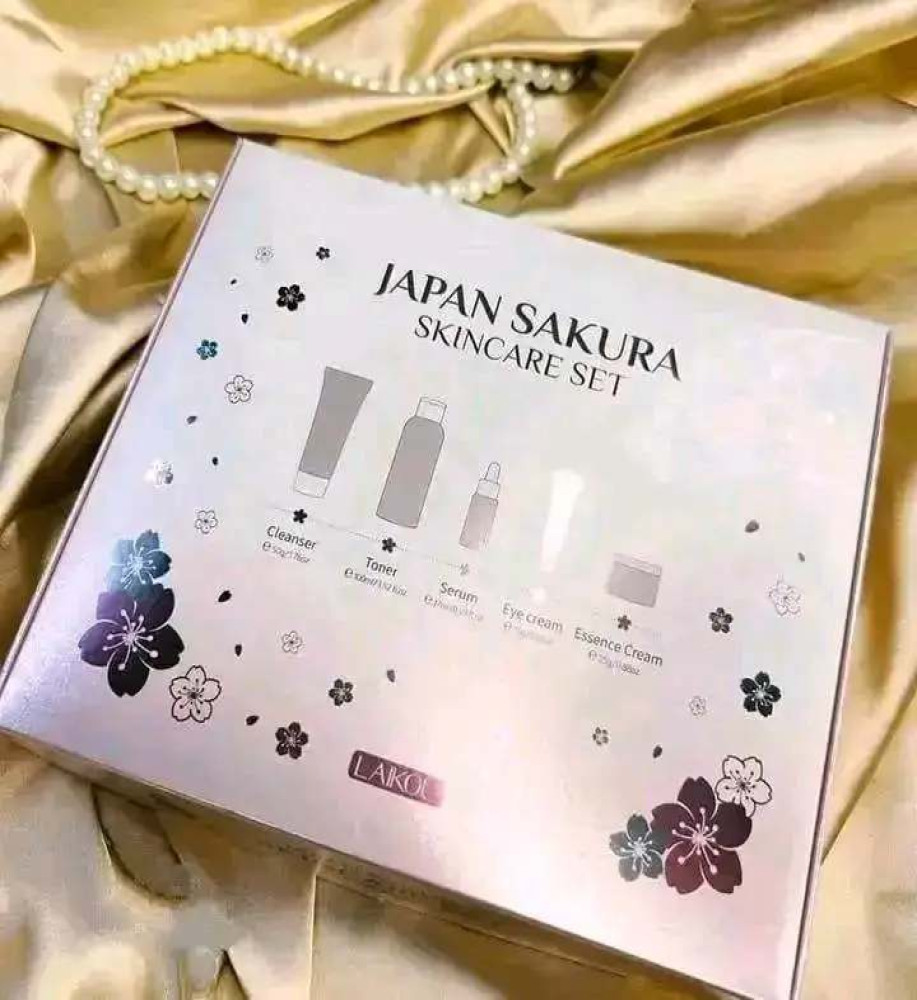 JAPAN SAKURA
SKINCARE SET
Cleanser
Toner
Serum
Eye cream
Essence Cream
LAIKOU